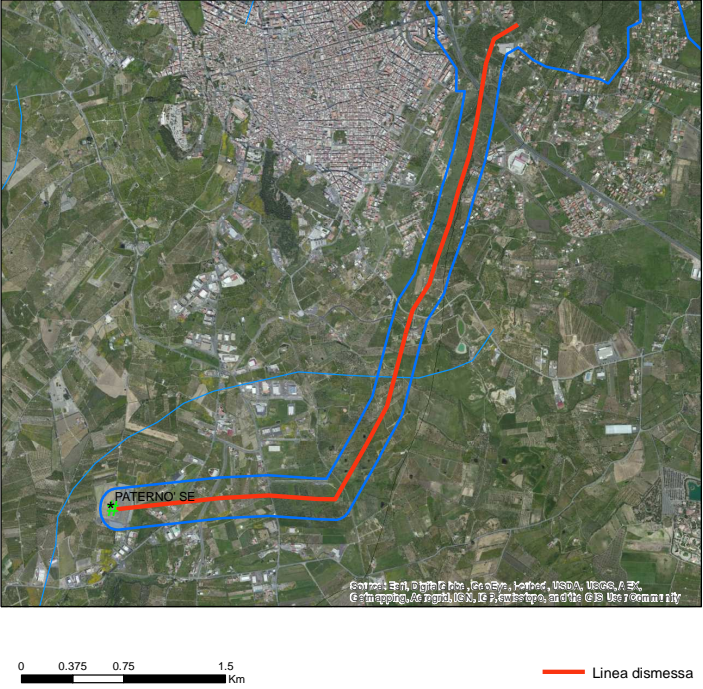 PATERNO' SE
Source: Esri, DigitalGlobe, GeoEye, i-cubed, USDA, USGS, AEX,
Getmapping, Aerogrid, IGN, IGP, swisstopo, and the GIS User Community
0 0.375 0.75 1.5
Km
Linea dismessa